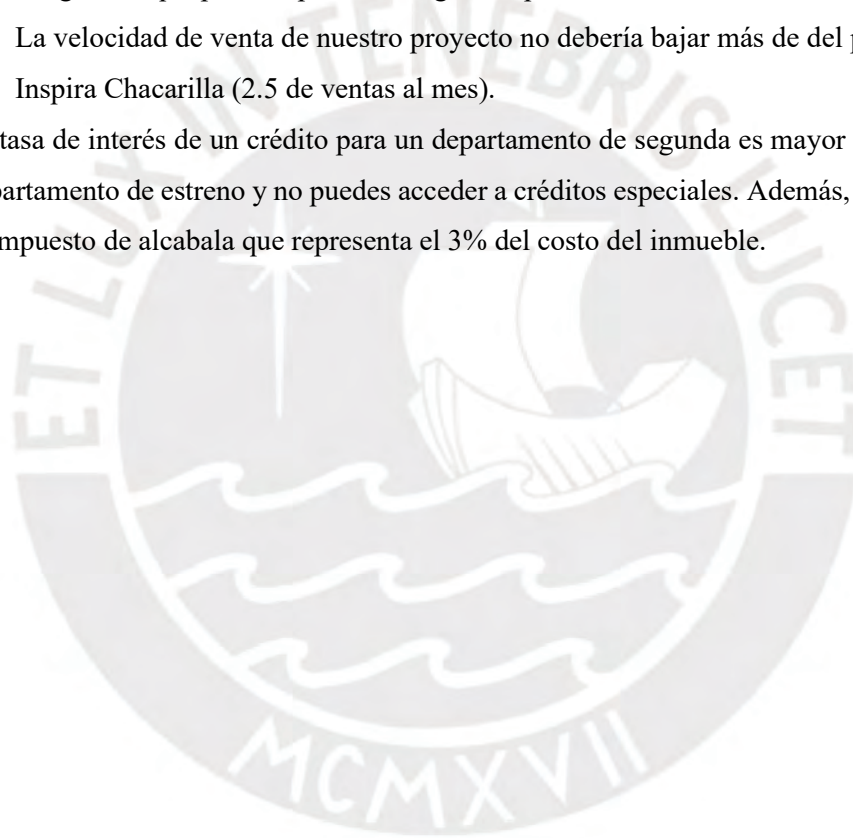 La velocidad de venta de nuestro proyecto no debería bajar más de del
Inspira Chacarilla (2.5 de ventas al mes).
tasa de interés de un crédito para un departamento de segunda es mayor
partamento de estreno y no puedes acceder a créditos especiales. Además,
impuesto de alcabala que representa el 3% del costo del inmueble.
ET LUX IN TENEBRIS LUCET
MCMXVII